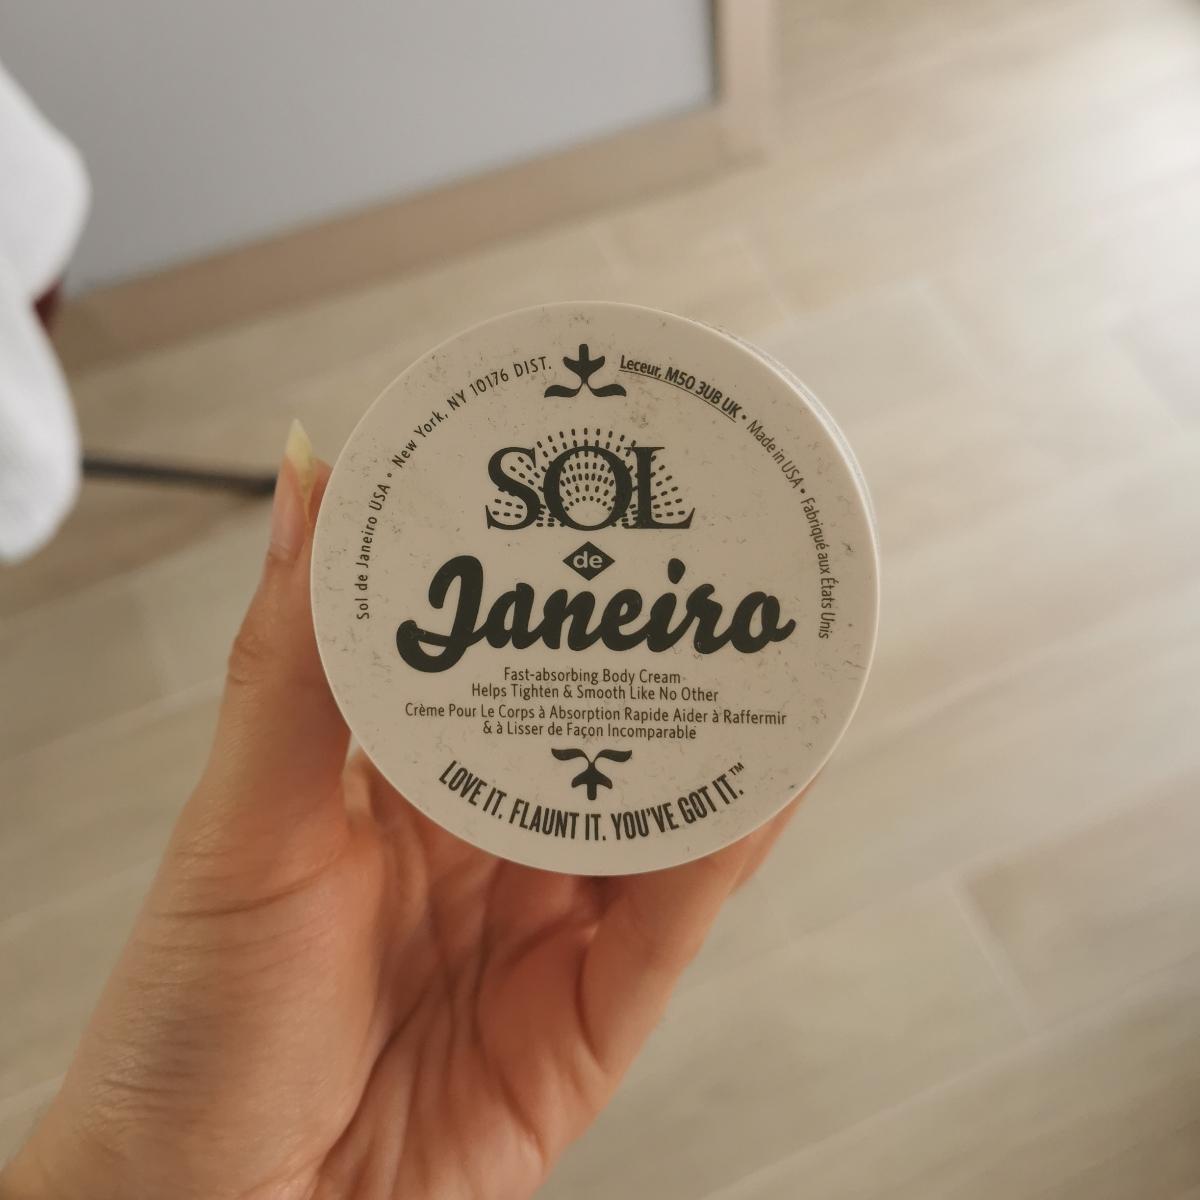 Sol de Janeiro USA • New York, NY 10176 DIST.
Leceur, M50 3UB UK • Made in USA • Fabriqué aux États Unis
SOL
de
Janeiro
Fast-absorbing Body Cream
Helps Tighten & Smooth Like No Other
Crème Pour Le Corps à Absorption Rapide Aider à Raffermir
& à Lisser de Façon Incomparable
LOVE IT. FLAUNT IT. YOU'VE GOT IT.™